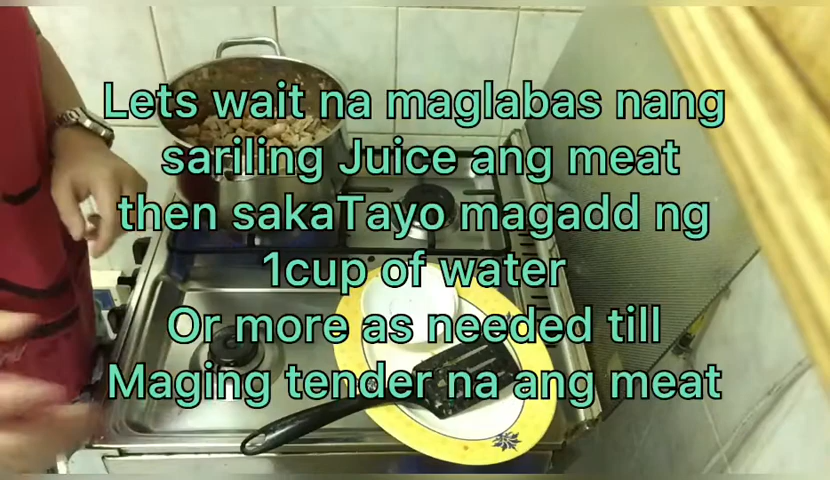 Lets wait na maglabas nang
sariling Juice ang meat
then sakaTayo magadd ng
1cup of water
Or more as needed till
Maging tender na ang meat